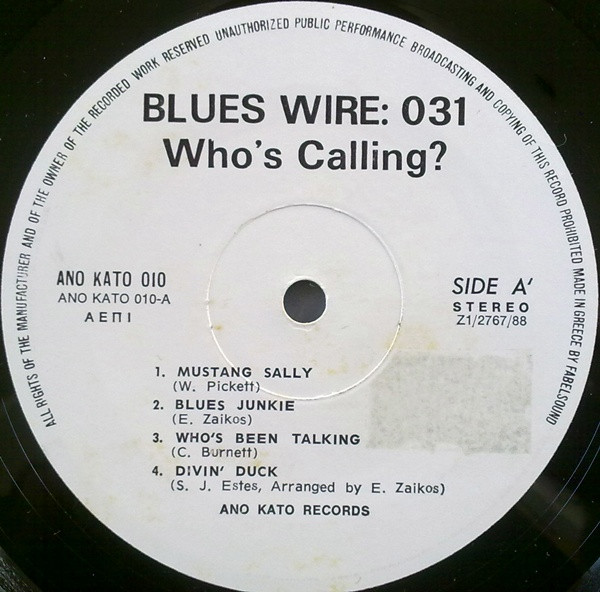 ALL RIGHTS OF THE MANUFACTURER AND OF THE OWNER OF THE RECORDED WORK RESERVED UNAUTHORIZED PUBLIC PERFORMANCE BROADCASTING AND COPYING OF THIS RECORD PROHIBITED MADE IN GREECE BY FABELSOUND
BLUES WIRE: 031
Who's Calling?
ANO KATO 010
ANO KATO 010-A
ΑΕΠΙ
SIDE A'
STEREO
Z1/2767/88
1. MUSTANG SALLY
(W. Pickett)
2. BLUES JUNKIE
(E. Zaikos)
3. WHO'S BEEN TALKING
(C. Burnett)
4. DIVIN' DUCK
(S. J. Estes, Arranged by E. Zaikos)
ANO KATO RECORDS